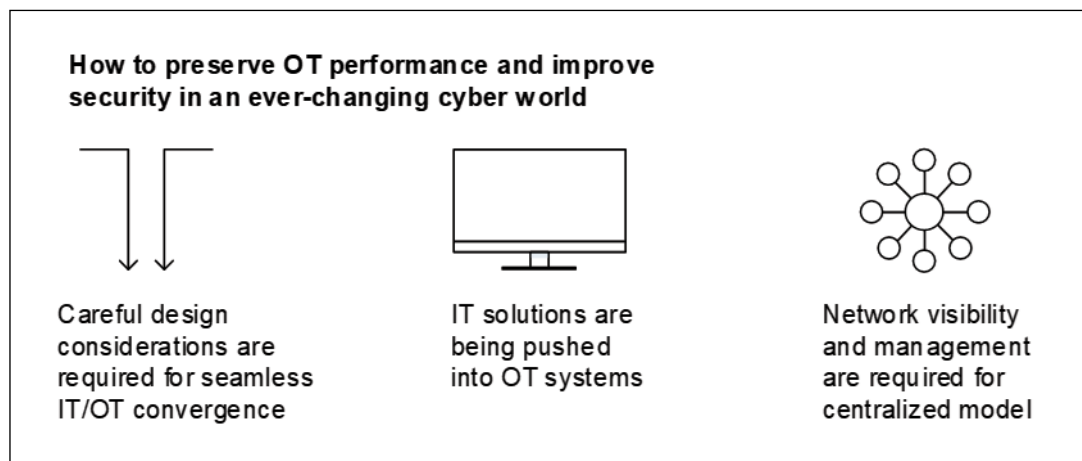 How to preserve OT performance and improve
security in an ever-changing cyber world
Careful design
considerations are
required for seamless
IT/OT convergence
IT solutions are
being pushed
into OT systems
Network visibility
and management
are required for
centralized model